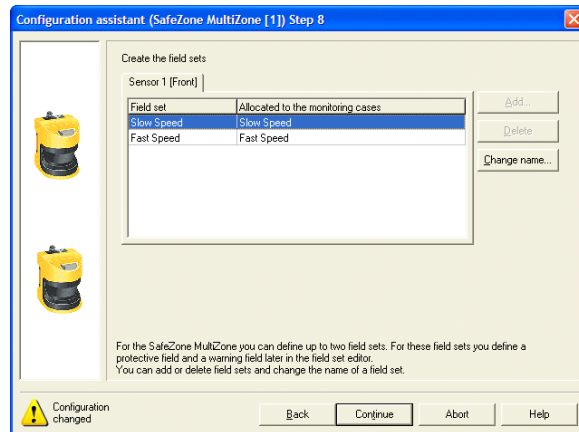 Configuration assistant (SafeZone MultiZone [1]) Step 8
Create the field sets
Sensor 1 [Front]
Field set Allocated to the monitoring cases
Slow Speed Slow Speed
Fast Speed Fast Speed
Add...
Delete
Change name...
For the SafeZone MultiZone you can define up to two field sets. For these field sets you define a
protective field and a warning field later in the field set editor.
You can add or delete field sets and change the name of a field set.
Configuration
changed
Back Continue Abort Help